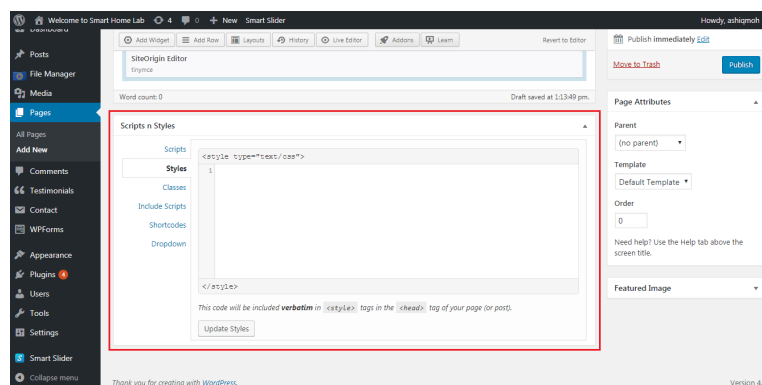 Welcome to Smart Home Lab
4
0
New
Smart Slider
Howdy, ashiqmoh
Dashboard
Posts
File Manager
Media
Pages
All Pages
Add New
Comments
Testimonials
Contact
WPForms
Appearance
Plugins 4
Users
Tools
Settings
Smart Slider
Collapse menu
Add Widget
Add Row
Layouts
History
Live Editor
Addons
Learn
Revert to Editor
SiteOrigin Editor
tinymce
Word count: 0
Draft saved at 1:13:49 pm.
Scripts n Styles
Scripts
Styles
Classes
Include Scripts
Shortcodes
Dropdown
<style type="text/css">
1
</style>
This code will be included verbatim in <style> tags in the <head> tag of your page (or post).
Update Styles
Thank you for creating with WordPress.
Publish immediately Edit
Move to Trash
Publish
Page Attributes
Parent
(no parent)
Template
Default Template
Order
0
Need help? Use the Help tab above the
screen title.
Featured Image
Version 4.